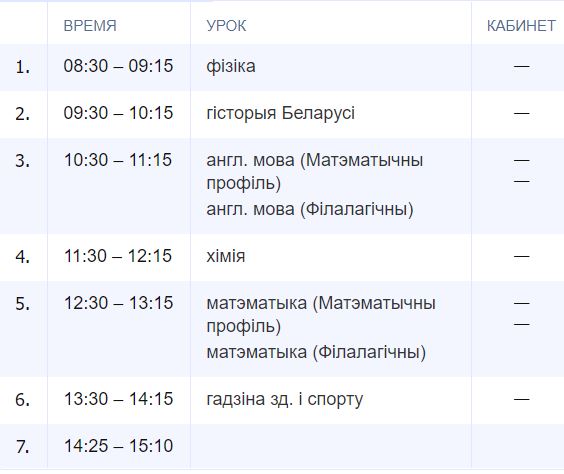 ВРЕМЯ УРОК КАБИНЕТ
1. 08:30 – 09:15 фізіка —
2. 09:30 – 10:15 гісторыя Беларусі —
3. 10:30 – 11:15 англ. мова (Матэматычны —
профіль) —
англ. мова (Філалагічны)
4. 11:30 – 12:15 хімія —
5. 12:30 – 13:15 матэматыка (Матэматычны —
профіль) —
матэматыка (Філалагічны)
6. 13:30 – 14:15 гадзіна зд. і спорту —
7. 14:25 – 15:10